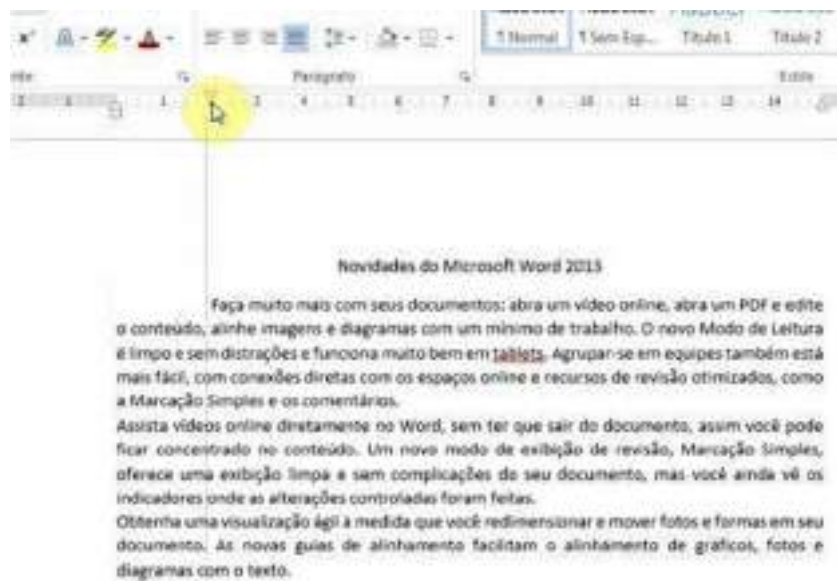 ¶ Normal ¶ Sem Esp... Título 1 Título 2
Parágrafo Estilo
Novidades do Microsoft Word 2013
Faça muito mais com seus documentos: abra um vídeo online, abra um PDF e edite
o conteúdo, alinhe imagens e diagramas com um mínimo de trabalho. O novo Modo de Leitura
é limpo e sem distrações e funciona muito bem em tablets. Agrupar-se em equipes também está
mais fácil, com conexões diretas com os espaços online e recursos de revisão otimizados, como
a Marcação Simples e os comentários.
Assista vídeos online diretamente no Word, sem ter que sair do documento, assim você pode
ficar concentrado no conteúdo. Um novo modo de exibição de revisão, Marcação Simples,
oferece uma exibição limpa e sem complicações do seu documento, mas você ainda vê os
indicadores onde as alterações controladas foram feitas.
Obtenha uma visualização ágil a medida que você redimensionar e mover fotos e formas em seu
documento. As novas guias de alinhamento facilitam o alinhamento de gráficos, fotos e
diagramas com o texto.